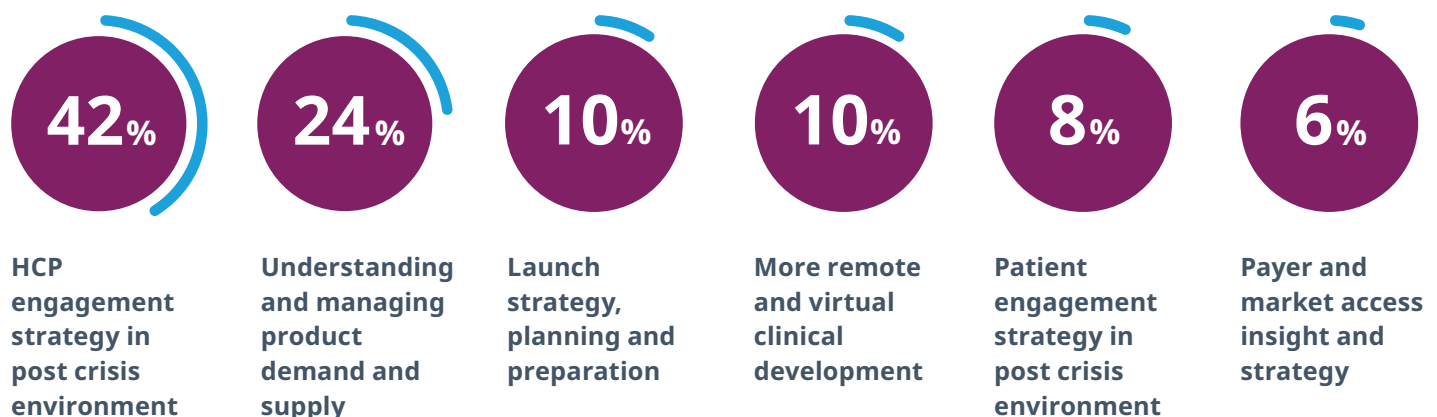 42%
HCP
engagement
strategy in
post crisis
environment
24%
Understanding
and managing
product
demand and
supply
10%
Launch
strategy,
planning and
preparation
10%
More remote
and virtual
clinical
development
8%
Patient
engagement
strategy in
post crisis
environment
6%
Payer and
market access
insight and
strategy